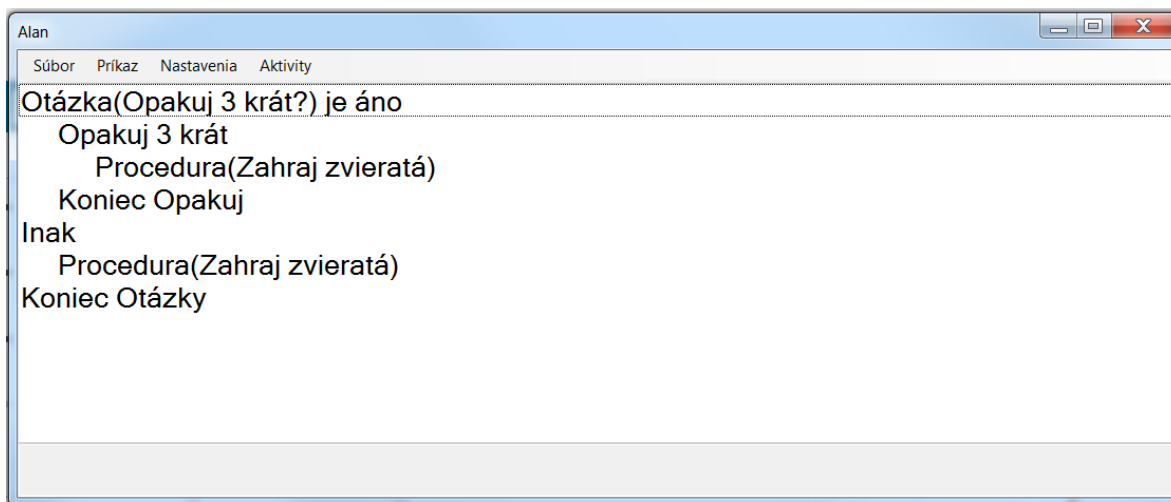 Alan
Súbor Príkaz Nastavenia Aktivity
Otázka(Opakuj 3 krát?) je áno
Opakuj 3 krát
Procedura(Zahraj zvieratá)
Koniec Opakuj
Inak
Procedura(Zahraj zvieratá)
Koniec Otázky